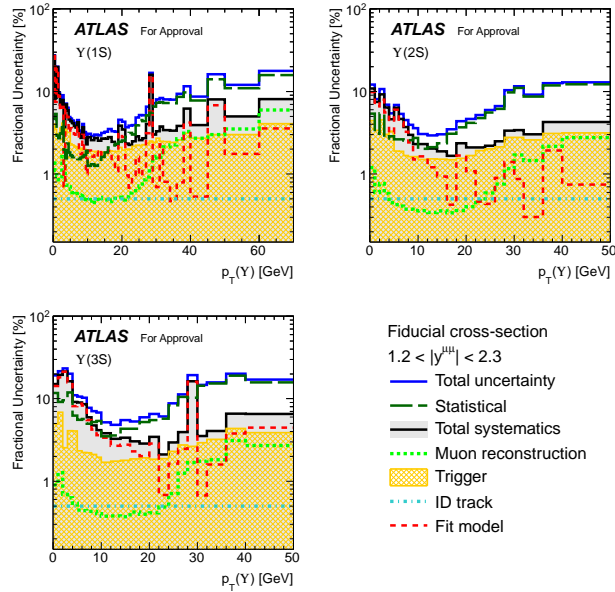 Fractional Uncertainty [%]
10²
10
1
ATLAS For Approval
ϒ(1S)
0 20 40 60
p_T(ϒ) [GeV]
Fractional Uncertainty [%]
10²
10
1
ATLAS For Approval
ϒ(2S)
0 10 20 30 40 50
p_T(ϒ) [GeV]
Fractional Uncertainty [%]
10²
10
1
ATLAS For Approval
ϒ(3S)
0 10 20 30 40 50
p_T(ϒ) [GeV]
Fiducial cross-section
1.2 < |y^μμ| < 2.3
Total uncertainty
Statistical
Total systematics
Muon reconstruction
Trigger
ID track
Fit model